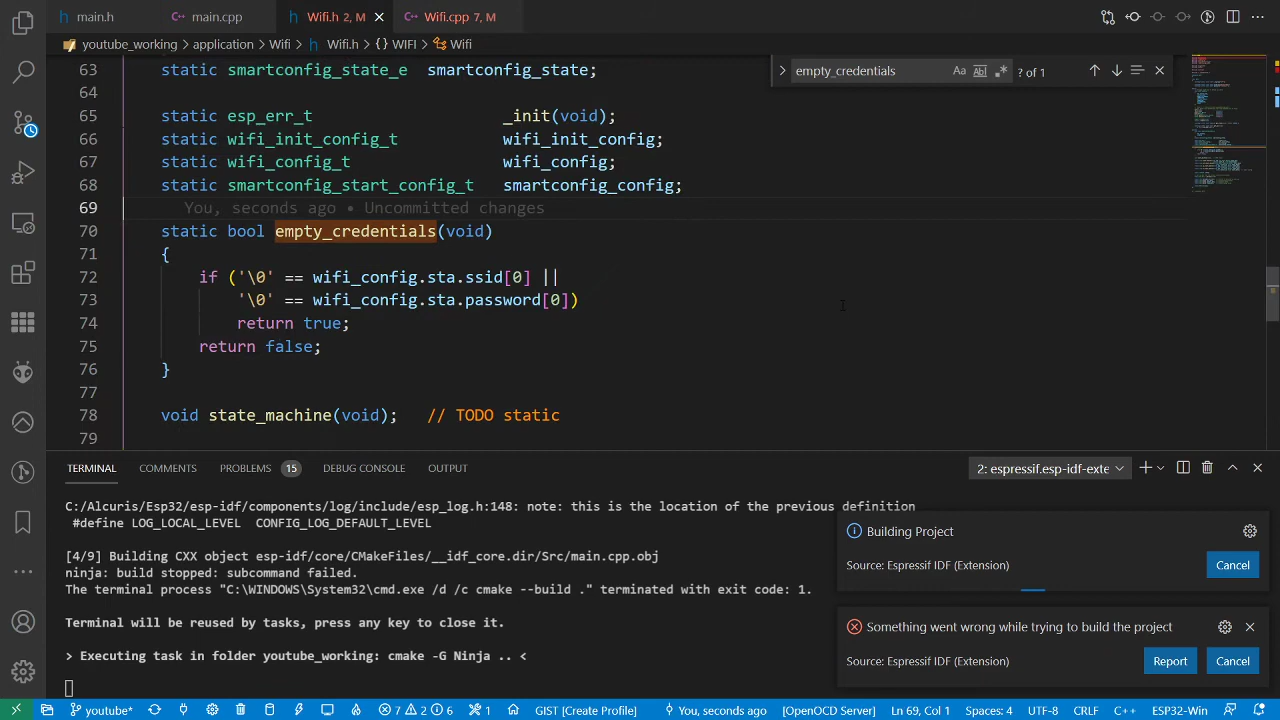 main.h
main.cpp
Wifi.h 2, M
Wifi.cpp 7, M
youtube_working > application > Wifi > Wifi.h > {} WIFI > Wifi
empty_credentials
Aa
ab
? of 1
63 static smartconfig_state_e smartconfig_state;
64
65 static esp_err_t _init(void);
66 static wifi_init_config_t wifi_init_config;
67 static wifi_config_t wifi_config;
68 static smartconfig_start_config_t smartconfig_config;
69 You, seconds ago • Uncommitted changes
70 static bool empty_credentials(void)
71 {
72 if ('\0' == wifi_config.sta.ssid[0] ||
73 '\0' == wifi_config.sta.password[0])
74 return true;
75 return false;
76 }
77
78 void state_machine(void); // TODO static
79
TERMINAL COMMENTS PROBLEMS 15 DEBUG CONSOLE OUTPUT
2: espressif.esp-idf-exte
C:/Alcuris/Esp32/esp-idf/components/log/include/esp_log.h:148: note: this is the location of the previous definition
#define LOG_LOCAL_LEVEL CONFIG_LOG_DEFAULT_LEVEL
[4/9] Building CXX object esp-idf/core/CMakeFiles/__idf_core.dir/Src/main.cpp.obj
ninja: build stopped: subcommand failed.
The terminal process "C:\WINDOWS\System32\cmd.exe /d /c cmake --build ." terminated with exit code: 1.
Terminal will be reused by tasks, press any key to close it.
> Executing task in folder youtube_working: cmake -G Ninja .. <
Building Project
Source: Espressif IDF (Extension)
Cancel
Something went wrong while trying to build the project
Source: Espressif IDF (Extension)
Report
Cancel
youtube*
7
2
6
1
GIST [Create Profile]
You, seconds ago
[OpenOCD Server]
Ln 69, Col 1
Spaces: 4
UTF-8
CRLF
C++
ESP32-Win